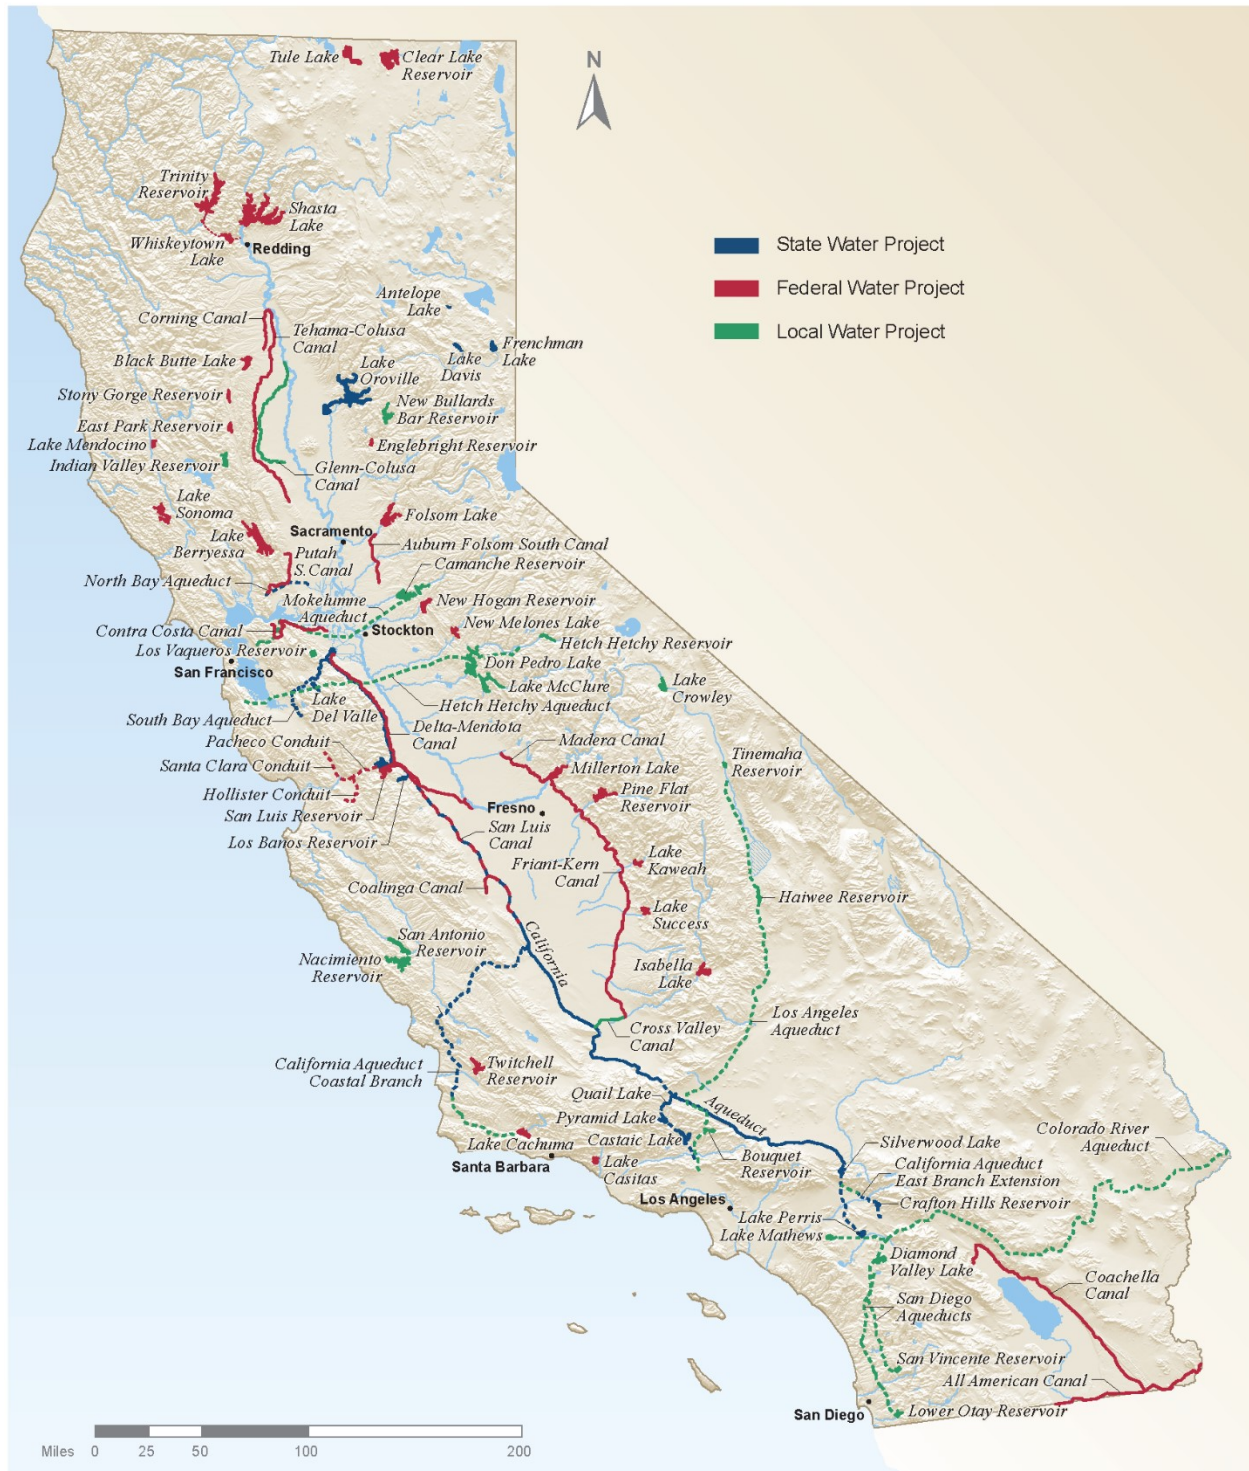 Tule Lake
Clear Lake
Reservoir
N
Trinity
Reservoir
Shasta
Lake
Whiskeytown
Lake
Redding
State Water Project
Federal Water Project
Local Water Project
Antelope
Lake
Corning Canal
Tehama-Colusa
Canal
Frenchman
Lake
Lake
Davis
Black Butte Lake
Lake
Oroville
Stony Gorge Reservoir
New Bullards
Bar Reservoir
East Park Reservoir
Lake Mendocino
Englebright Reservoir
Indian Valley Reservoir
Glenn-Colusa
Canal
Lake
Sonoma
Folsom Lake
Lake
Berryessa
Sacramento
Putah
S.Canal
Auburn Folsom South Canal
North Bay Aqueduct
Camanche Reservoir
Mokelumne
Aqueduct
New Hogan Reservoir
Contra Costa Canal
Stockton
New Melones Lake
Los Vaqueros Reservoir
Hetch Hetchy Reservoir
San Francisco
Don Pedro Lake
Lake McClure
Lake
Crowley
Lake
Del Valle
Hetch Hetchy Aqueduct
South Bay Aqueduct
Delta-Mendota
Canal
Pacheco Conduit
Madera Canal
Santa Clara Conduit
Tinemaha
Reservoir
Millerton Lake
Hollister Conduit
Pine Flat
Reservoir
San Luis Reservoir
Fresno
Los Banos Reservoir
San Luis
Canal
Lake
Kaweah
Friant-Kern
Canal
Coalinga Canal
Haiwee Reservoir
Lake
Success
San Antonio
Reservoir
California
Nacimiento
Reservoir
Isabella
Lake
Los Angeles
Aqueduct
Cross Valley
Canal
California Aqueduct
Coastal Branch
Twitchell
Reservoir
Quail Lake
Aqueduct
Pyramid Lake
Castaic Lake
Lake Cachuma
Santa Barbara
Lake
Casitas
Bouquet
Reservoir
Silverwood Lake
Colorado River
Aqueduct
California Aqueduct
East Branch Extension
Los Angeles
Crafton Hills Reservoir
Lake Perris
Lake Mathews
Diamond
Valley Lake
Coachella
Canal
San Diego
Aqueducts
San Vincente Reservoir
All American Canal
San Diego
Lower Otay Reservoir
Miles 0 25 50 100 200